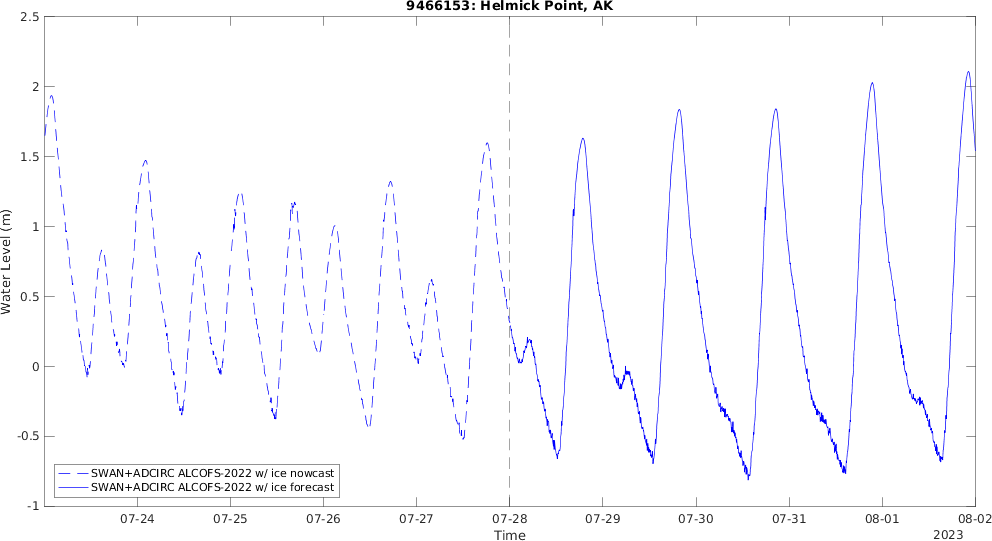 9466153: Helmick Point, AK
Water Level (m)
2.5
2
1.5
1
0.5
0
-0.5
-1
SWAN+ADCIRC ALCOFS-2022 w/ ice nowcast
SWAN+ADCIRC ALCOFS-2022 w/ ice forecast
07-24 07-25 07-26 07-27 07-28 07-29 07-30 07-31 08-01 08-02
Time
2023